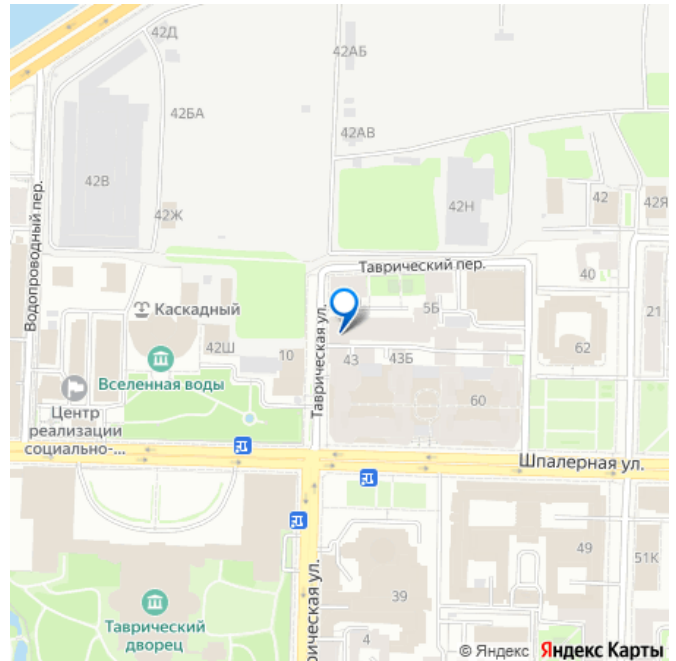 42Д
42АБ
42БА
42АВ
42В
42Н
42
42Я
42Ж
Водопроводный пер.
Таврический пер.
40
Каскадный
Таврическая ул.
5Б
21
42Ш
10
43
43Б
62
Вселенная воды
60
Центр
реализации
социально-...
Шпалерная ул.
49
51К
рическая ул.
39
Таврический
дворец
4
© Яндекс Яндекс Карты